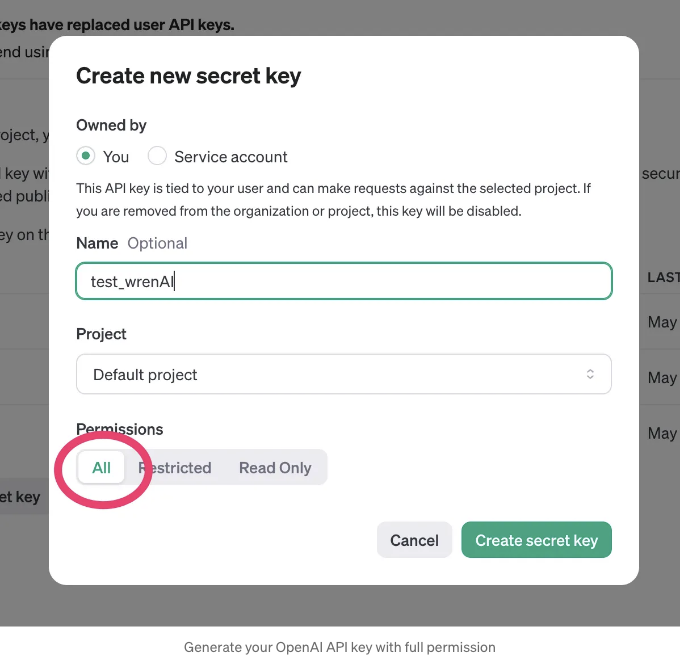 keys have replaced user API keys.
end using
Create new secret key
Owned by
You
Service account
This API key is tied to your user and can make requests against the selected project. If
you are removed from the organization or project, this key will be disabled.
Name Optional
test_wrenAI
Project
Default project
Permissions
All
Restricted
Read Only
Cancel
Create secret key
oject, y
key wi
secur
ed publi
ey on th
LAST
May
May
May
et key
Generate your OpenAI API key with full permission